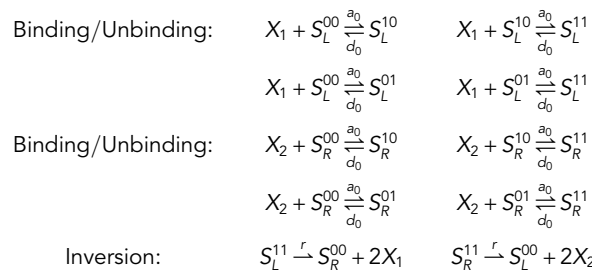 Binding/Unbinding: X₁ + S_L^{00} ⇌^{a₀}_{d₀} S_L^{10} X₁ + S_L^{10} ⇌^{a₀}_{d₀} S_L^{11}
X₁ + S_L^{00} ⇌^{a₀}_{d₀} S_L^{01} X₁ + S_L^{01} ⇌^{a₀}_{d₀} S_L^{11}
Binding/Unbinding: X₂ + S_R^{00} ⇌^{a₀}_{d₀} S_R^{10} X₂ + S_R^{10} ⇌^{a₀}_{d₀} S_R^{11}
X₂ + S_R^{00} ⇌^{a₀}_{d₀} S_R^{01} X₂ + S_R^{01} ⇌^{a₀}_{d₀} S_R^{11}
Inversion: S_L^{11} →^{r} S_R^{00} + 2X₁ S_R^{11} →^{r} S_L^{00} + 2X₂